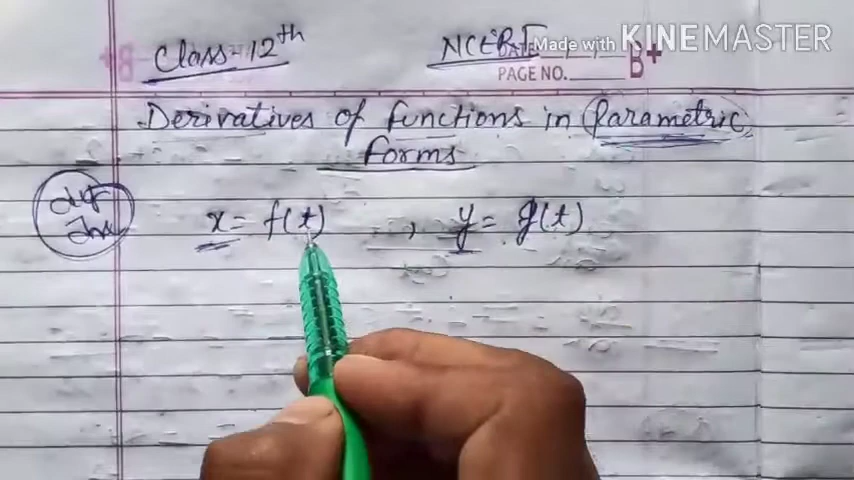 Class-12th NCERT
Made with KINEMASTER
PAGE NO. B+
Derivatives of functions in Parametric
Forms
x = f(t) , y = g(t)